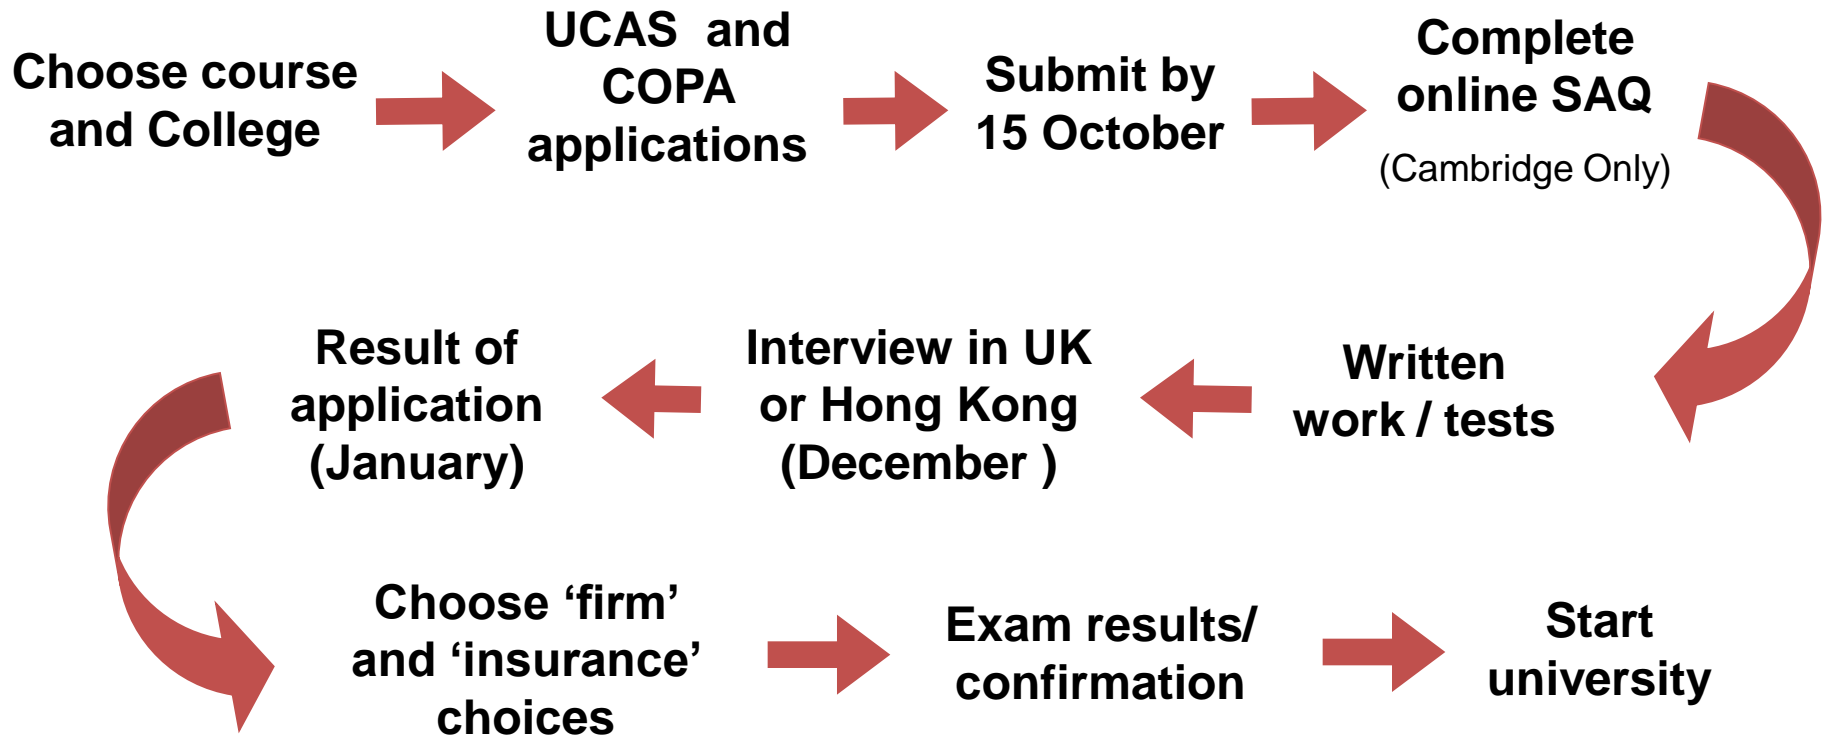 Choose course
and College
UCAS  and
COPA
applications
Submit by
15 October
Complete
online SAQ
(Cambridge Only)
Result of
application
(January)
Interview in UK
or Hong Kong
(December )
Written
work / tests
Choose ‘firm’
and ‘insurance’
choices
Exam results/
confirmation
Start
university